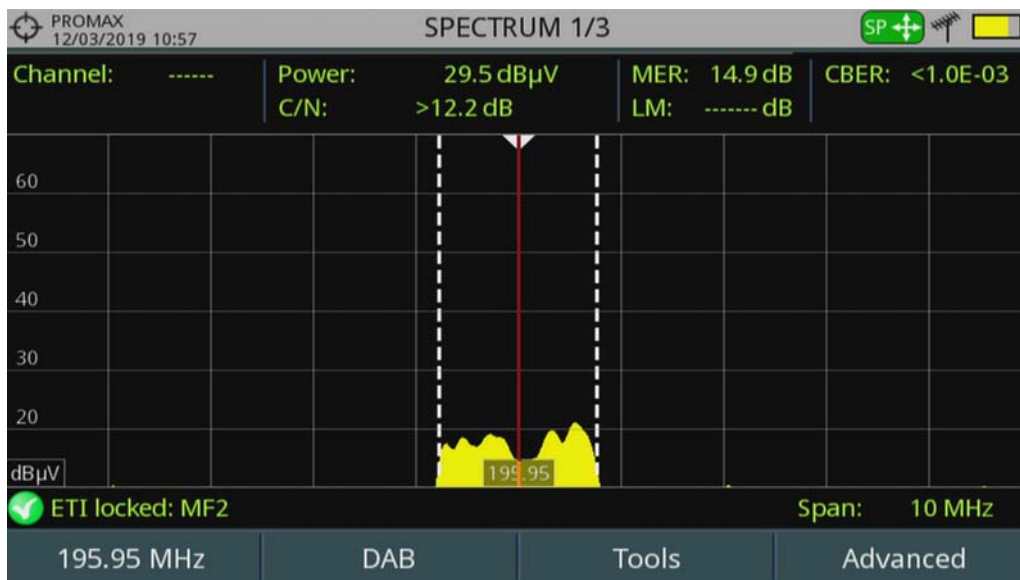 PROMAX
12/03/2019 10:57
SPECTRUM 1/3
SP
Channel: ------
Power: 29.5 dBµV
MER: 14.9 dB
CBER: <1.0E-03
C/N: >12.2 dB
LM: ------- dB
60
50
40
30
20
dBµV
195.95
ETI locked: MF2
Span: 10 MHz
195.95 MHz
DAB
Tools
Advanced